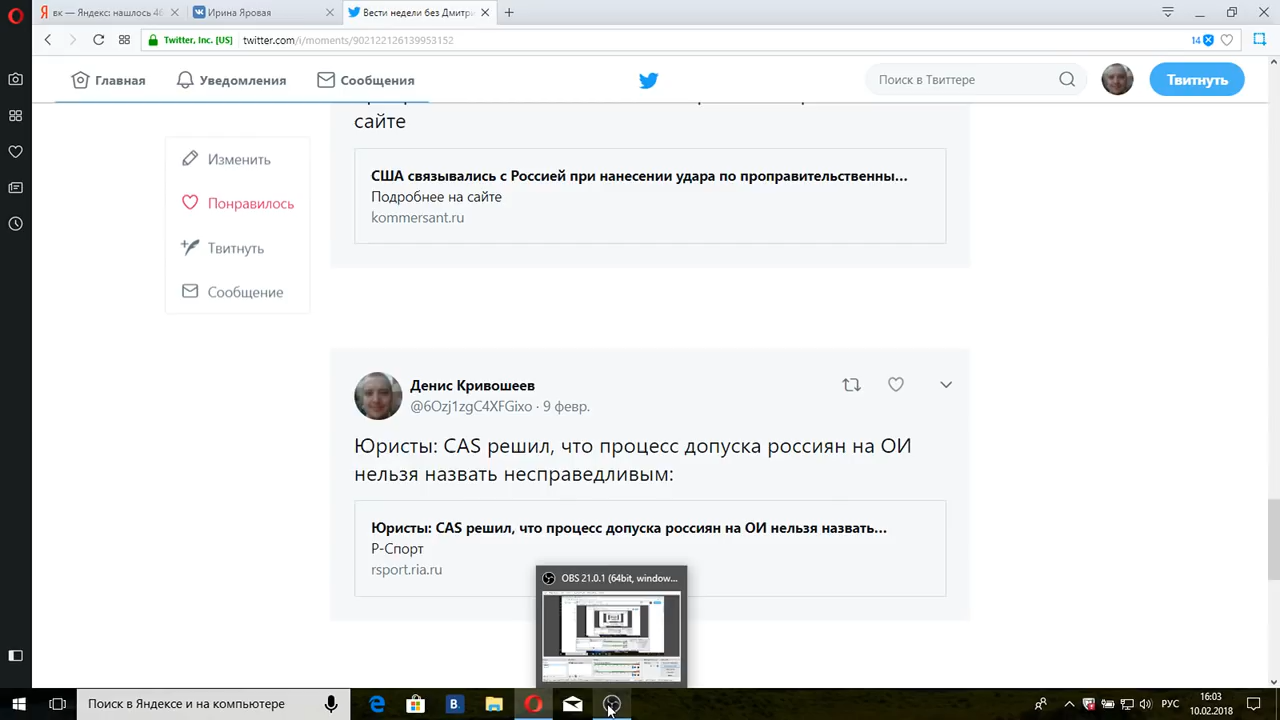 вк — Яндекс: нашлось 46
Ирина Яровая
Вести недели без Дмитри
Twitter, Inc. [US]
twitter.com/i/moments/902122126139953152
14
Главная
Уведомления
Сообщения
Поиск в Твиттере
Твитнуть
сайте
Изменить
Понравилось
Твитнуть
Сообщение
США связывались с Россией при нанесении удара по проправительственны...
Подробнее на сайте
kommersant.ru
Денис Кривошеев
@6Ozj1zgC4XFGixo · 9 февр.
Юристы: CAS решил, что процесс допуска россиян на ОИ
нельзя назвать несправедливым:
Юристы: CAS решил, что процесс допуска россиян на ОИ нельзя назвать...
Р-Спорт
rsport.ria.ru
OBS 21.0.1 (64bit, window...
Поиск в Яндексе и на компьютере
РУС
16:03
10.02.2018